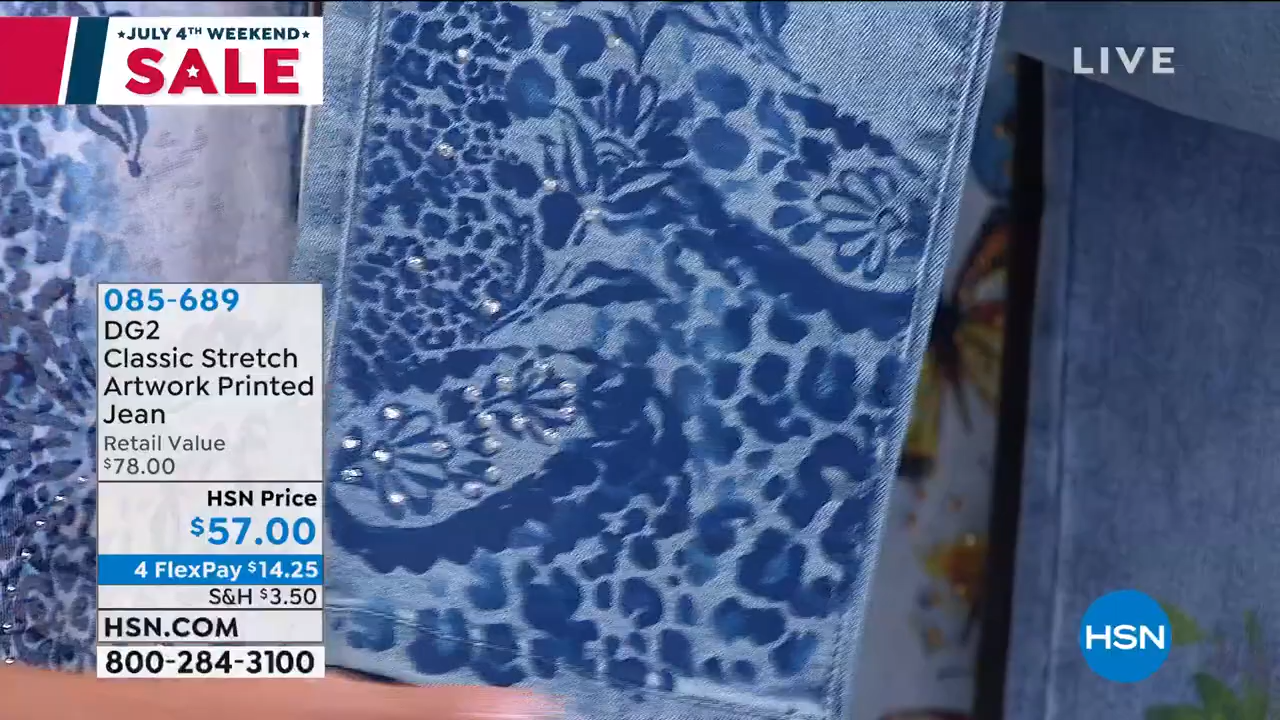 ★JULY 4TH WEEKEND★
SALE
LIVE
085-689
DG2
Classic Stretch
Artwork Printed
Jean
Retail Value
$78.00
HSN Price
$57.00
4 FlexPay $14.25
S&H $3.50
HSN.COM
800-284-3100
HSN